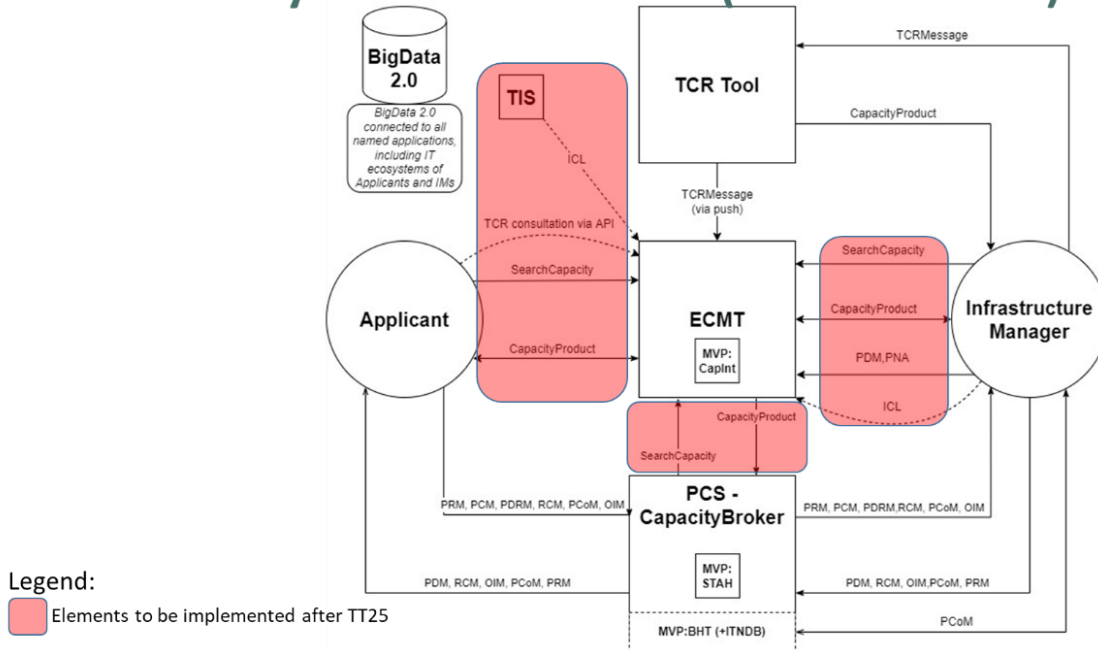 BigData
2.0
BigData 2.0
connected to all
named applications,
including IT
ecosystems of
Applicants and IMs
TIS
ICL
TCR consultation via API
SearchCapacity
CapacityProduct
TCR Tool
TCRMessage
CapacityProduct
TCRMessage
(via push)
Applicant
ECMT
MVP:
CapInt
SearchCapacity
CapacityProduct
PDM,PNA
ICL
Infrastructure
Manager
CapacityProduct
SearchCapacity
PCS -
CapacityBroker
MVP:
STAH
MVP:BHT (+ITNDB)
PRM, PCM, PDRM, RCM, PCoM, OIM
PRM, PCM, PDRM,RCM, PCoM, OIM
PDM, RCM, OIM, PCoM, PRM
PDM, RCM, OIM,PCoM, PRM
PCoM
Legend:
Elements to be implemented after TT25